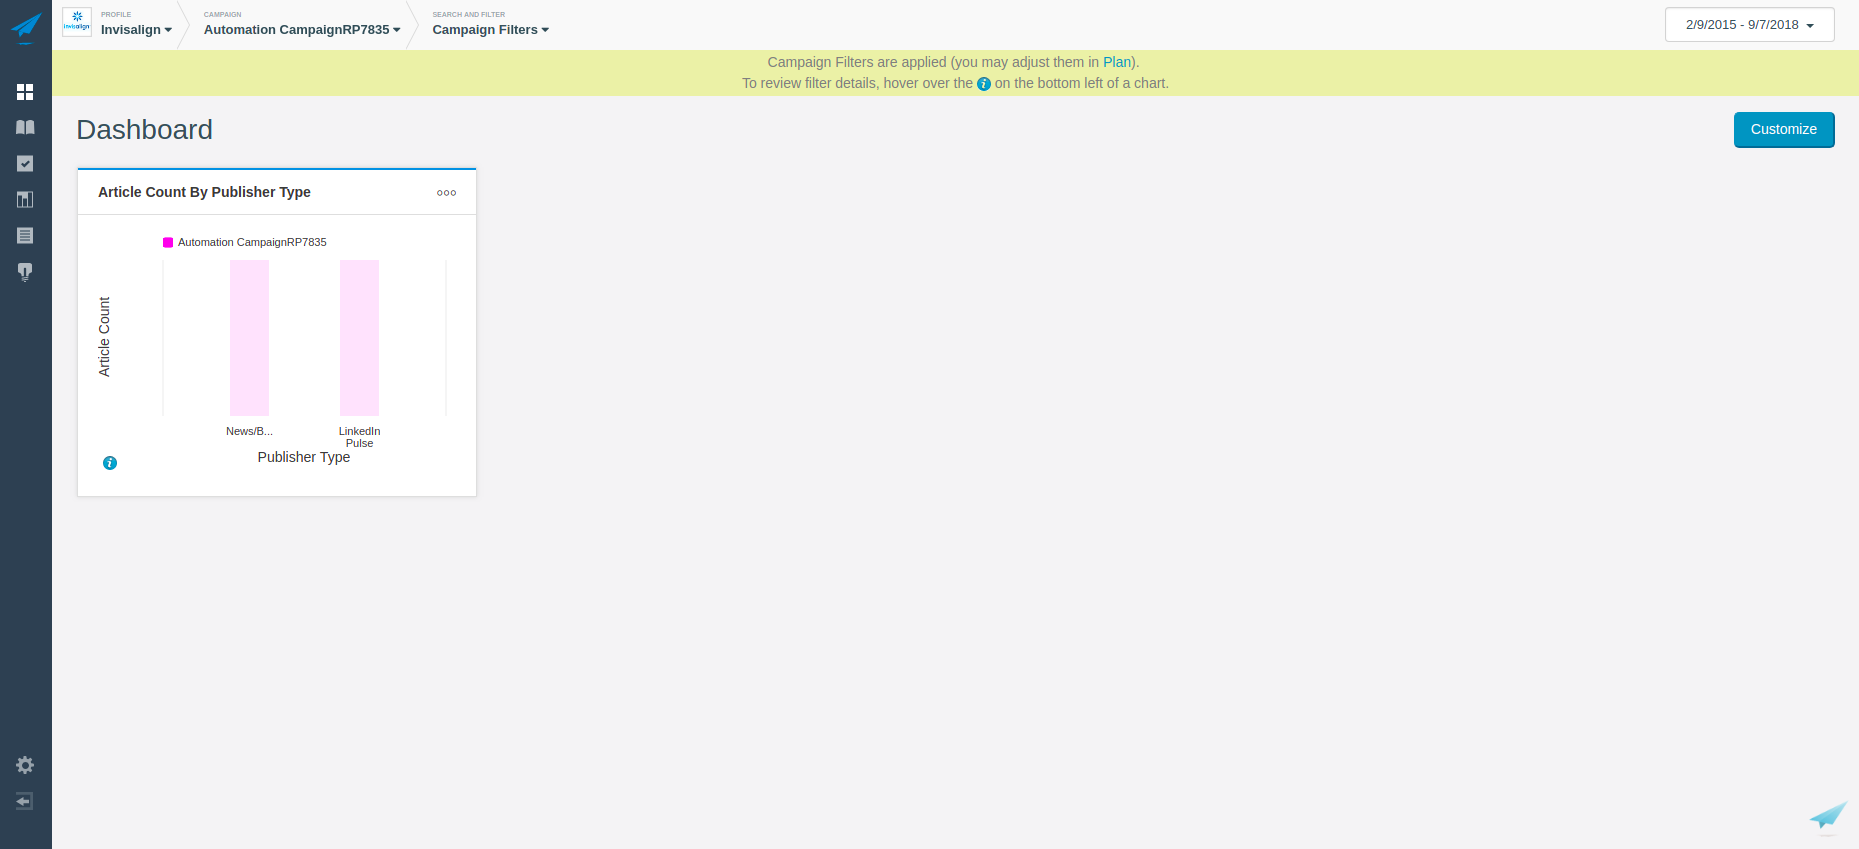 PROFILE
Invisalign
CAMPAIGN
Automation CampaignRP7835
SEARCH AND FILTER
Campaign Filters
2/9/2015 - 9/7/2018
invisalign
Campaign Filters are applied (you may adjust them in Plan).
To review filter details, hover over the i on the bottom left of a chart.
Dashboard
Customize
Article Count By Publisher Type
Automation CampaignRP7835
Article Count
News/B...
LinkedIn
Pulse
Publisher Type
i